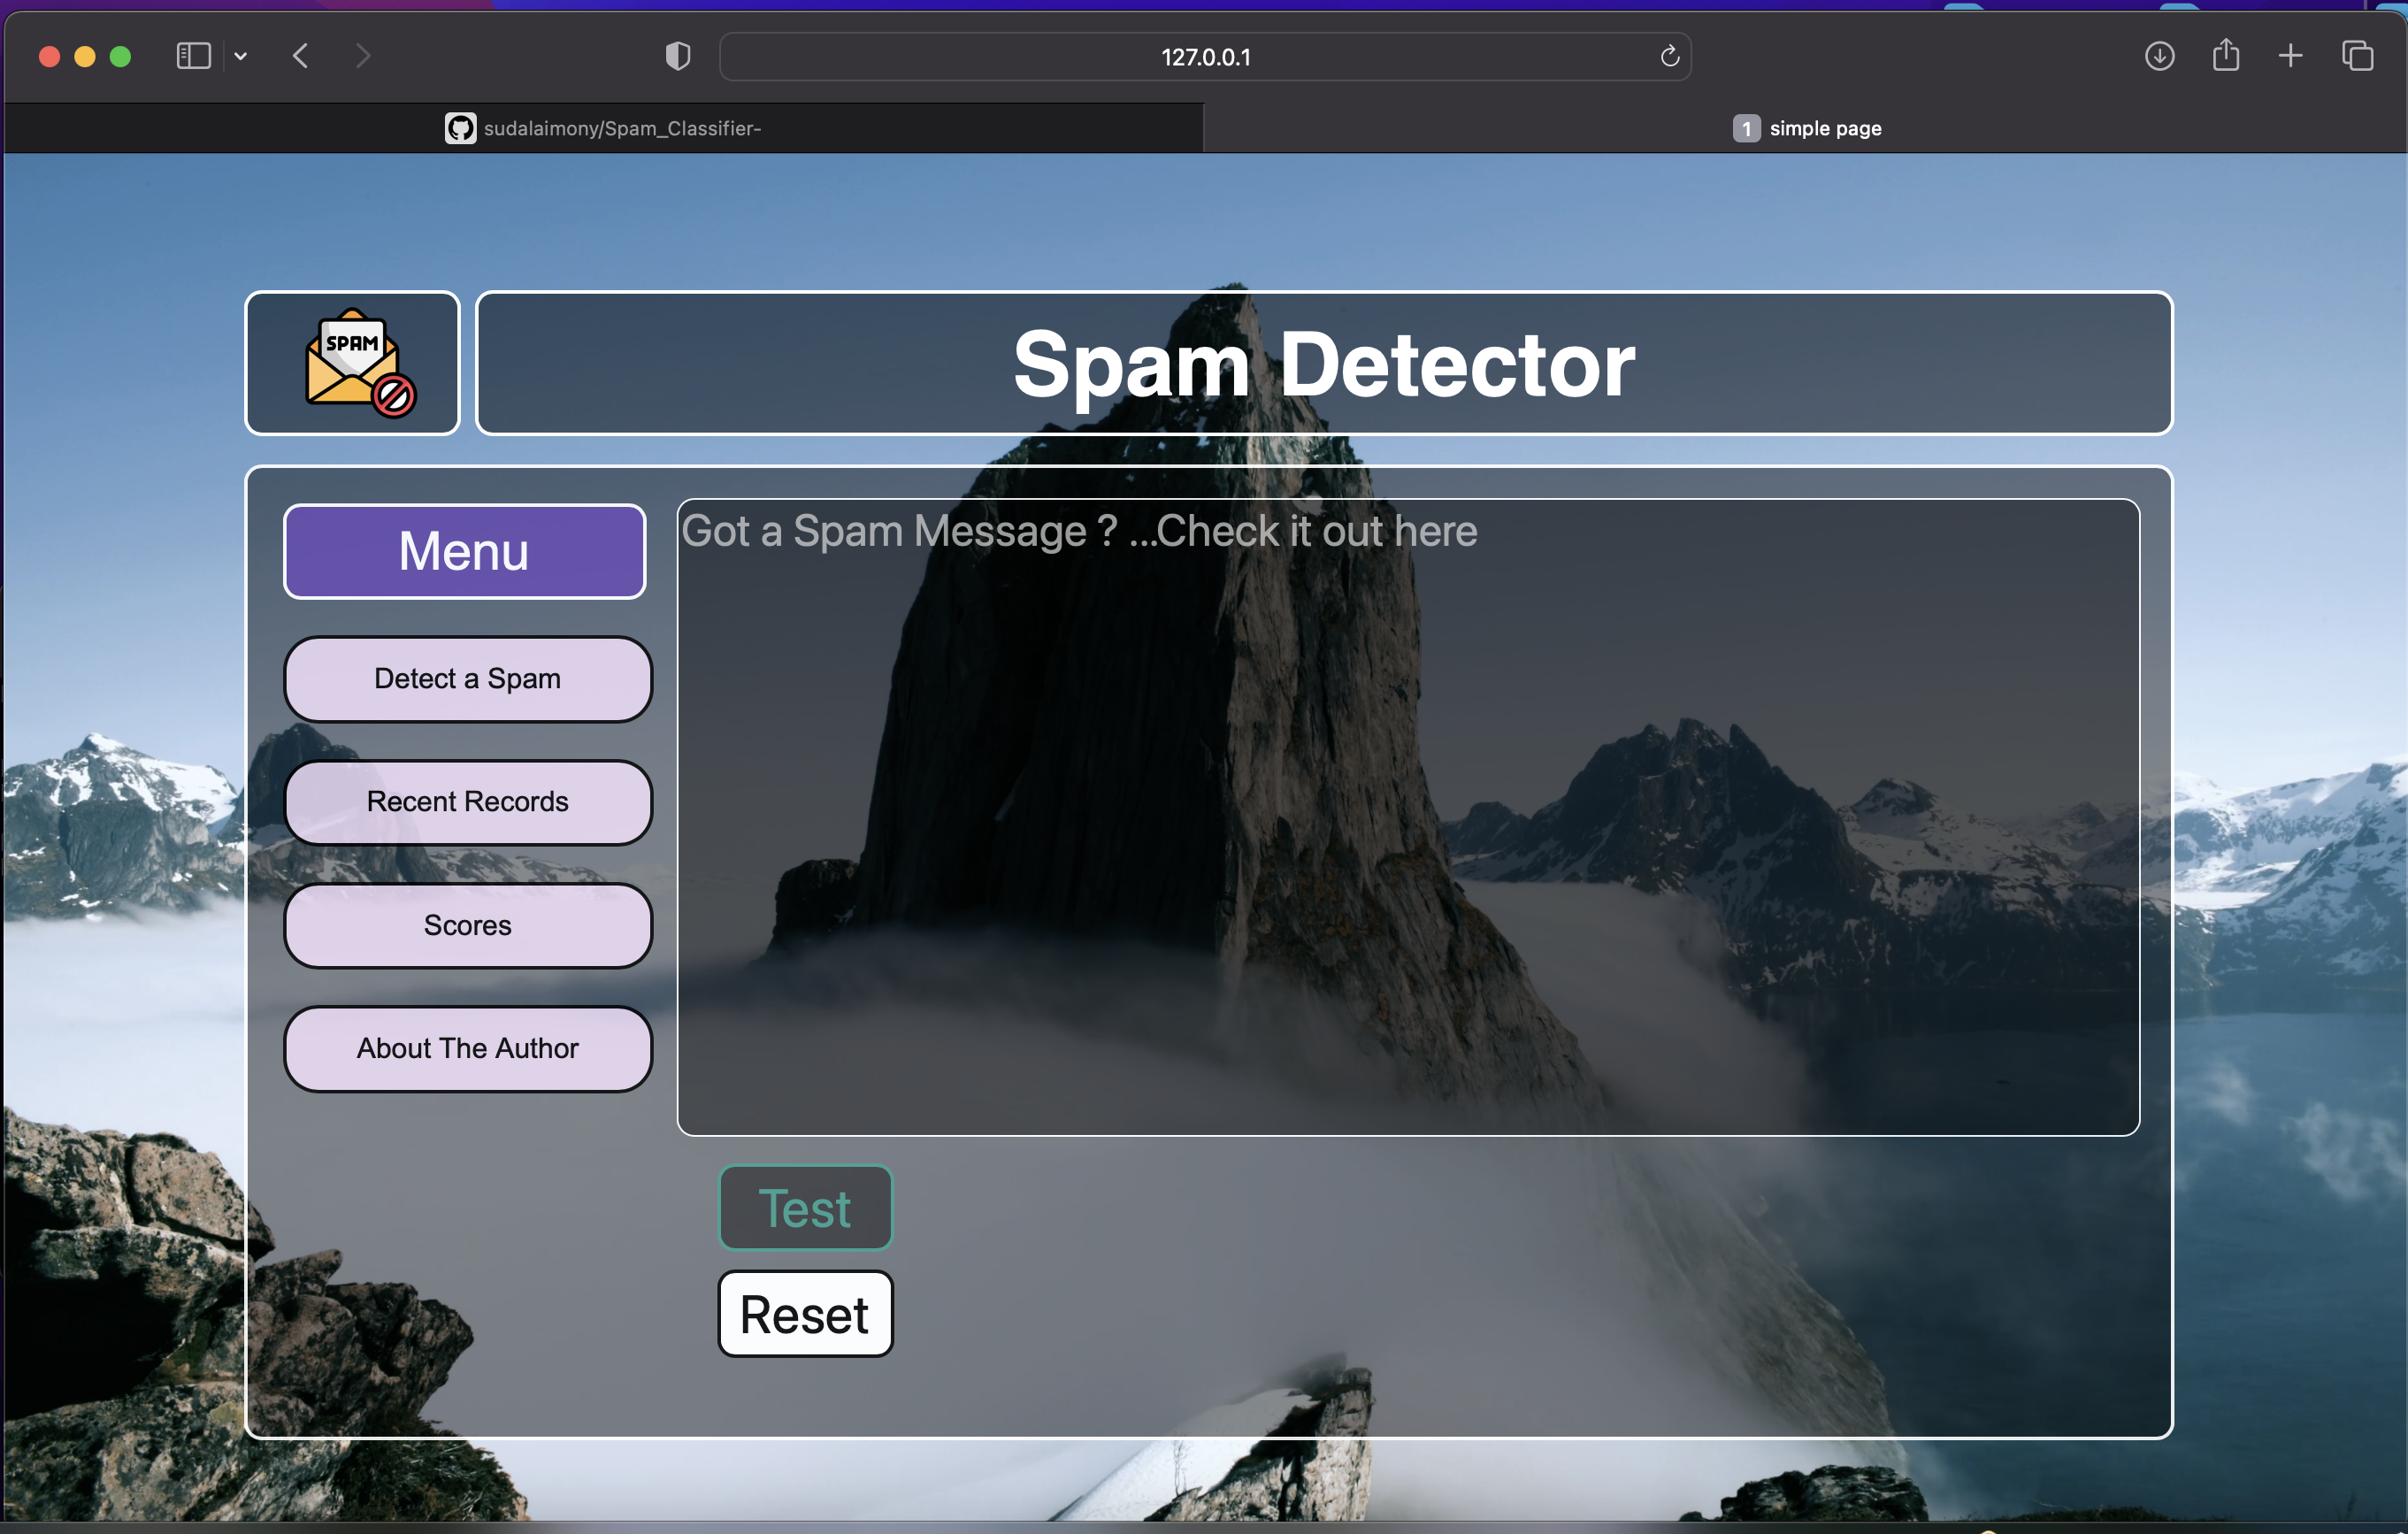 127.0.0.1
sudalaimony/Spam_Classifier-
1 simple page
SPAM
Spam Detector
Menu
Got a Spam Message ? ...Check it out here
Detect a Spam
Recent Records
Scores
About The Author
Test
Reset